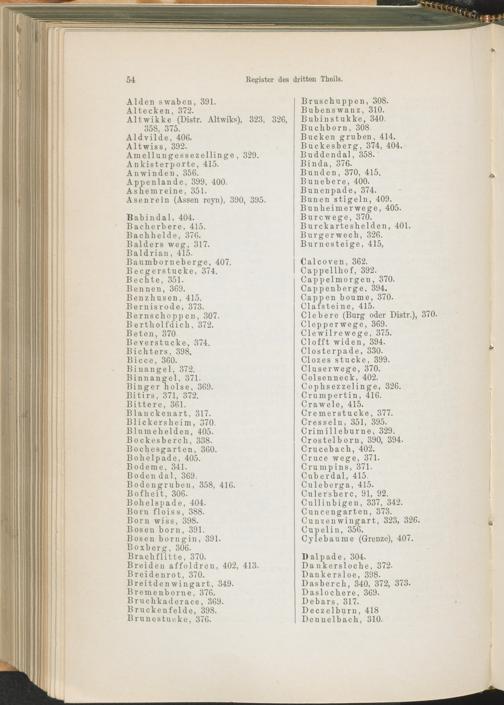 54
Register des dritten Theils.
Alden swaben, 391.
Altecken, 372.
Altwikke (Distr. Altwiks), 323, 326,
358, 375.
Aldvilde, 406.
Altwiss, 392.
Amellungessezellinge, 329.
Ankisterporte, 415.
Anwinden, 356.
Appenlande, 399, 400.
Ashemreine, 351.
Asenrein (Assen reyn), 390, 395.
Babindal, 404.
Bacherbere, 415.
Bachhelde, 376.
Balders weg, 317.
Baldrian, 415.
Baumborneberge, 407.
Becgerstucke, 374.
Bechte, 351.
Bennen, 369.
Benzhusen, 415.
Bernisrode, 373.
Bernschoppen, 307.
Bertholfdich, 372.
Beton, 370
Beverstucke, 374.
Bichters, 398.
Bicce, 360.
Binangel, 372.
Binnangel, 371.
Binger holse, 369.
Bitirs, 371, 372.
Bittere, 361.
Blanckenart, 317.
Blickersheim, 370.
Blumehelden, 405.
Bockesberch, 338.
Bochesgarten, 360.
Bohelpade, 405.
Bodeme, 341.
Boden dal, 369.
Bodengruben, 358, 416.
Bofheit, 306.
Bohelspade, 404.
Born floiss, 388.
Born wiss, 398.
Bosen born, 391.
Bosen borngin, 391.
Boxberg, 306.
Brachflitte, 370.
Breiden affoldren, 402, 413.
Breidenrot, 370.
Breitdenwingart, 349.
Bremenborne, 376.
Bruchkaderace, 369.
Bruckenfelde, 398.
Brunestucke, 376.
Bruschuppen, 308.
Bubenswanz, 310.
Bubinstukke, 340.
Buchborn, 308
Bucken gruben, 414.
Buckesberg, 374, 404.
Buddendal, 358.
Binda, 376.
Bunden, 370, 415.
Bunebere, 400.
Bunenpade, 374.
Bunen stigeln, 409.
Bunheimerwege, 405.
Burcwege, 370.
Burckarteshelden, 401.
Burgerwech, 326.
Burnesteige, 415,
Calcoven, 362.
Cappellhof, 392.
Cappelmorgen, 370.
Cappenberge, 394.
Cappen boume, 370.
Clafsteine, 415.
Clebere (Burg oder Distr.), 370.
Clepperwege, 369.
Clewilrewege, 375.
Clofft widen, 394.
Closterpade, 330.
Clozes stucke, 399.
Cluserwege, 370.
Colsenneck, 402.
Cophsezzelinge, 326.
Crumpertin, 416.
Crawele, 415.
Cremerstucke, 377.
Cresseln, 351, 395.
Crimilleburne, 329.
Crostelborn, 390, 394.
Crucebach, 402.
Cruce wege, 371.
Crumpins, 371.
Cuberdal, 415.
Culeberga, 415.
Culersberc, 91, 92.
Cullinbigen, 337, 342.
Cuncengarten, 373.
Cunzenwingart, 323, 326.
Cupelin, 356.
Cylebaume (Grenze), 407.
Dalpade, 304.
Dankersloche, 372.
Dankersloe, 398.
Dasberch, 340, 372, 373.
Daslochere, 369.
Debars, 317.
Deczelburn, 418
Dennelbach, 310.